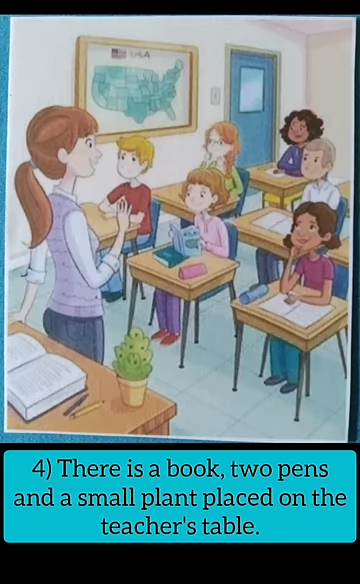 USA
4) There is a book, two pens
and a small plant placed on the
teacher's table.